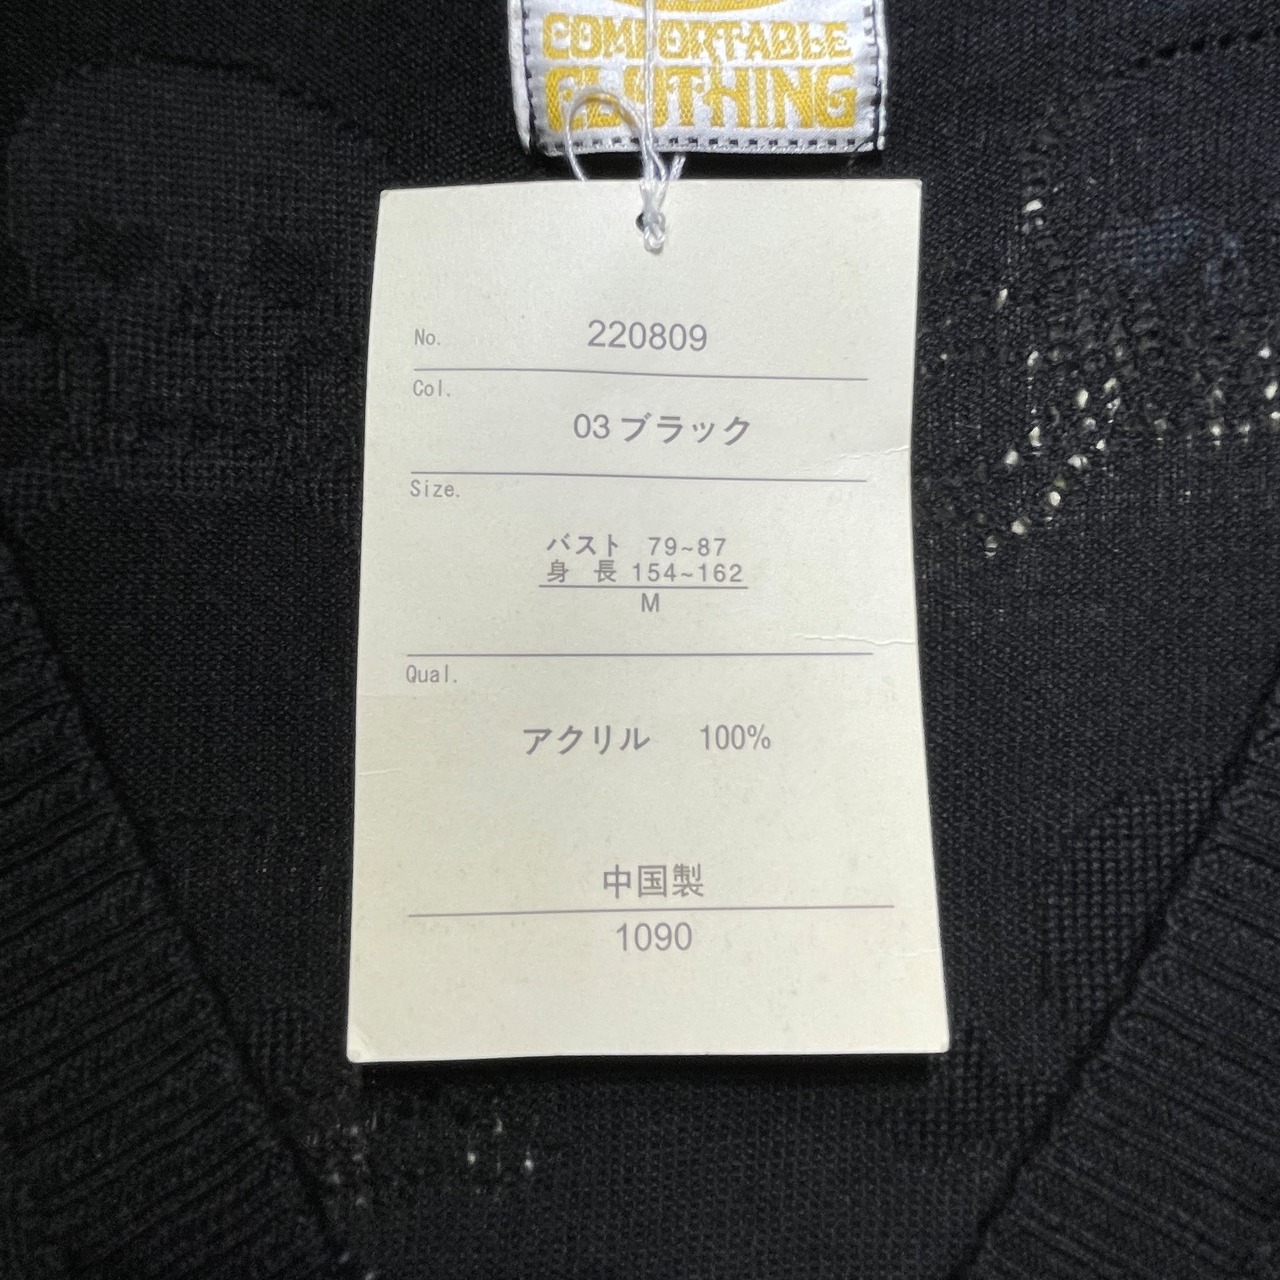 COMFORTABLE
CLOTHING
No. 220809
Col.
03 ブラック
Size.
バスト 79~87
身 長 154~162
M
Qual.
アクリル 100%
中国製
1090